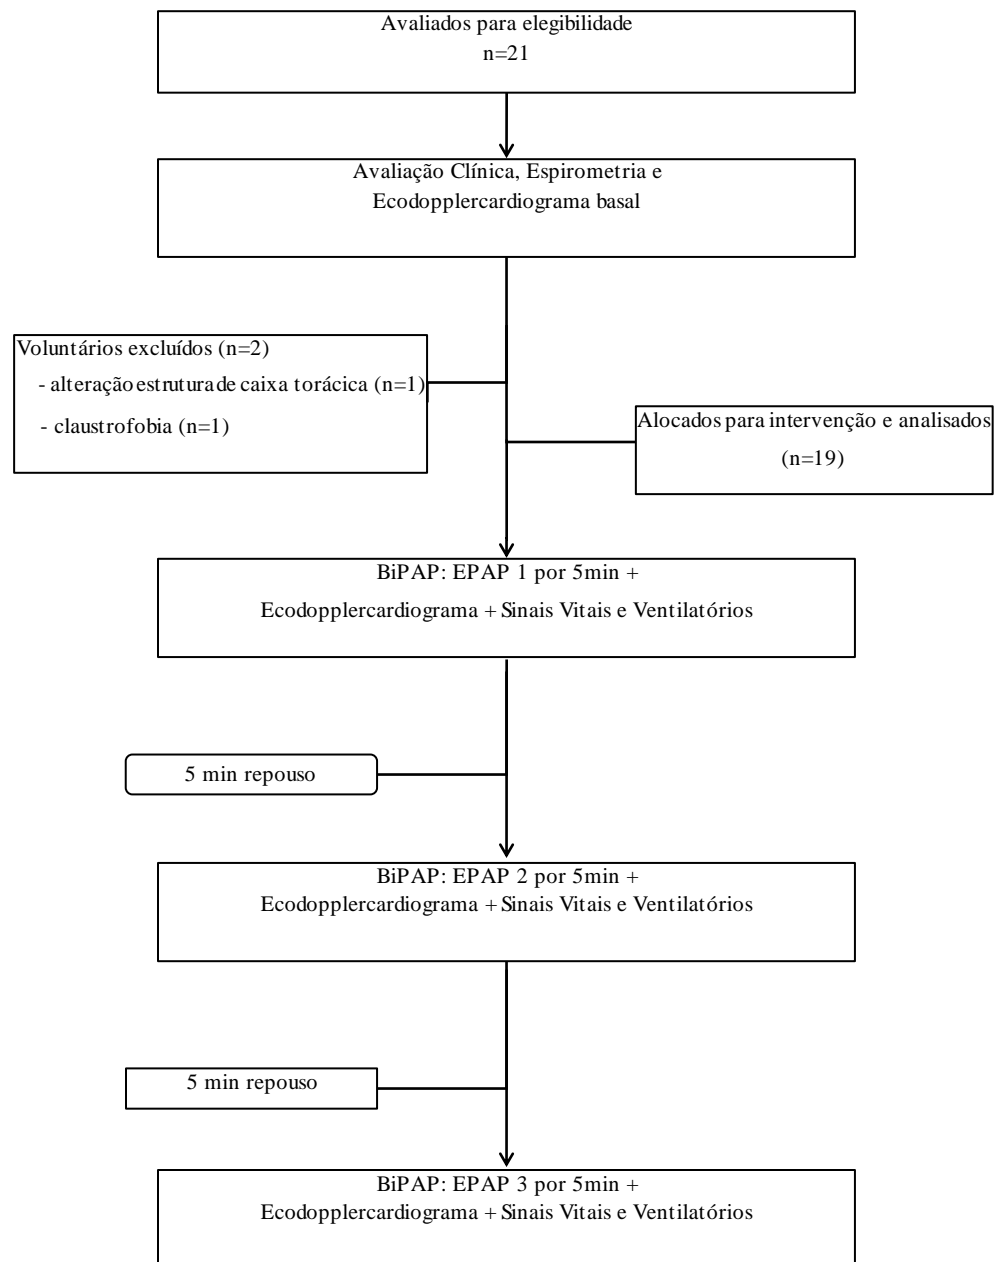 Avaliados para elegibilidade
n=21
Avaliação Clínica, Espirometria e
Ecodopplercardiograma basal
Voluntários excluídos (n=2)
- alteração estrutura de caixa torácica (n=1)
- claustrofobia (n=1)
Alocados para intervenção e analisados
(n=19)
BiPAP: EPAP 1 por 5min +
Ecodopplercardiograma + Sinais Vitais e Ventilatórios
5 min repouso
BiPAP: EPAP 2 por 5min +
Ecodopplercardiograma + Sinais Vitais e Ventilatórios
5 min repouso
BiPAP: EPAP 3 por 5min +
Ecodopplercardiograma + Sinais Vitais e Ventilatórios